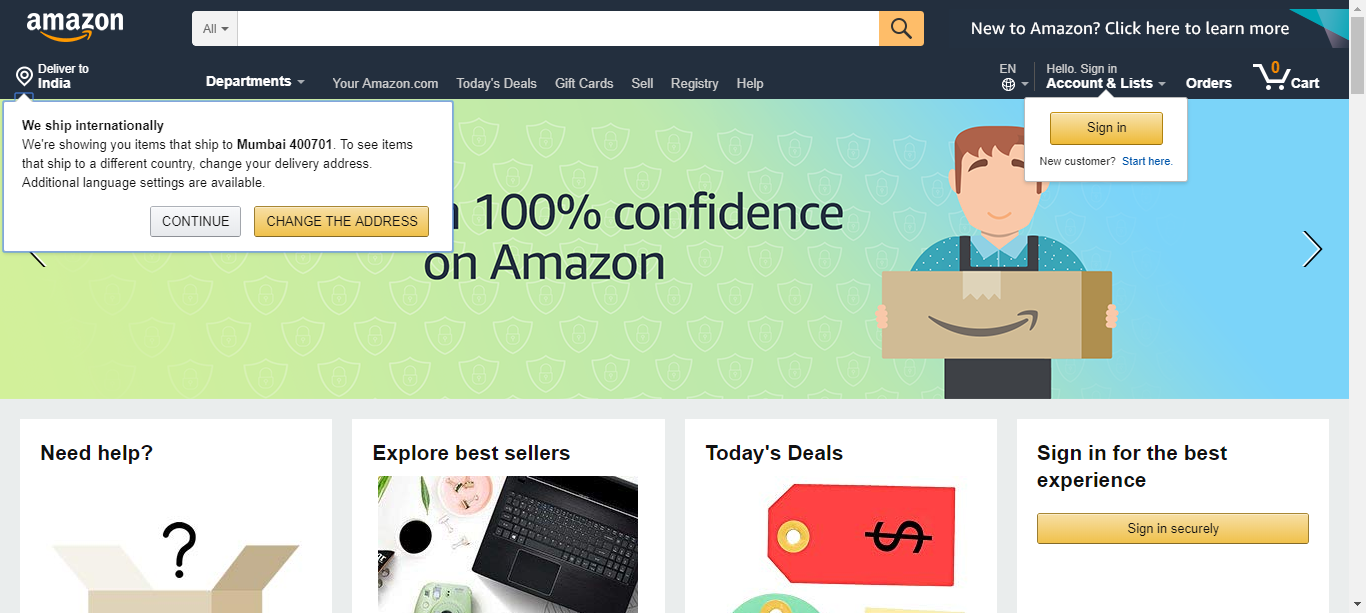 amazon
All
New to Amazon? Click here to learn more
Deliver to
India
Departments
Your Amazon.com
Today's Deals
Gift Cards
Sell
Registry
Help
EN
Hello. Sign in
Account & Lists
Orders
0
Cart
We ship internationally
We're showing you items that ship to Mumbai 400701. To see items
that ship to a different country, change your delivery address.
Additional language settings are available.
CONTINUE
CHANGE THE ADDRESS
Sign in
New customer? Start here.
100% confidence
on Amazon
Need help?
?
Explore best sellers
Today's Deals
$
Sign in for the best
experience
Sign in securely